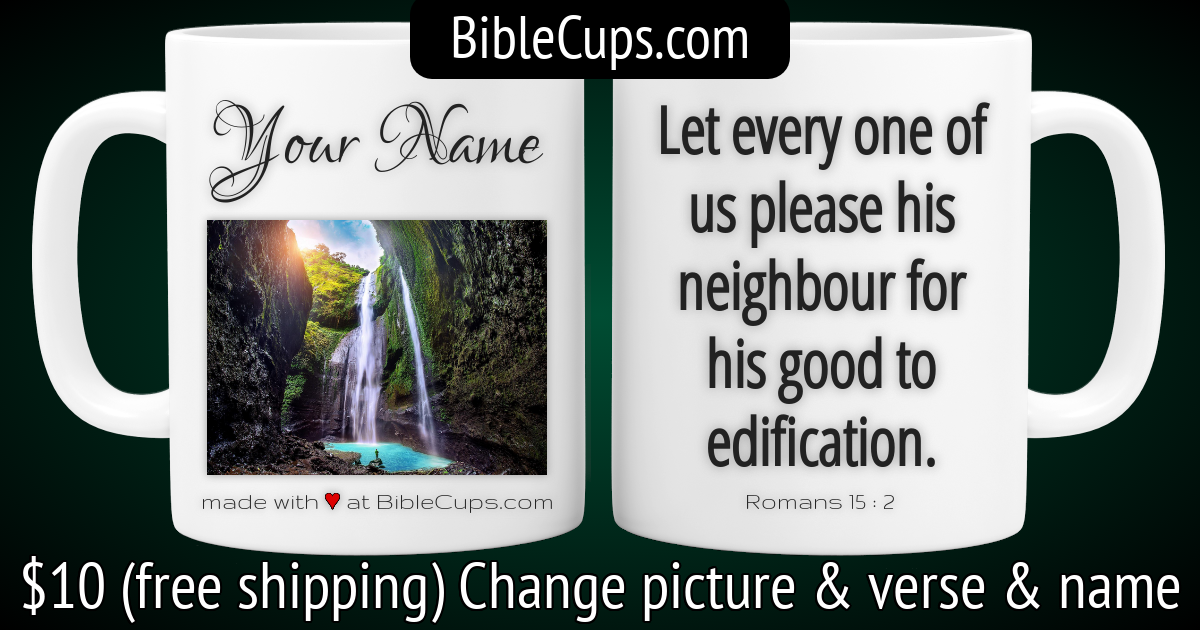 BibleCups.com
Your Name
made with ♥ at BibleCups.com
Let every one of
us please his
neighbour for
his good to
edification.
Romans 15 : 2
$10 (free shipping) Change picture & verse & name